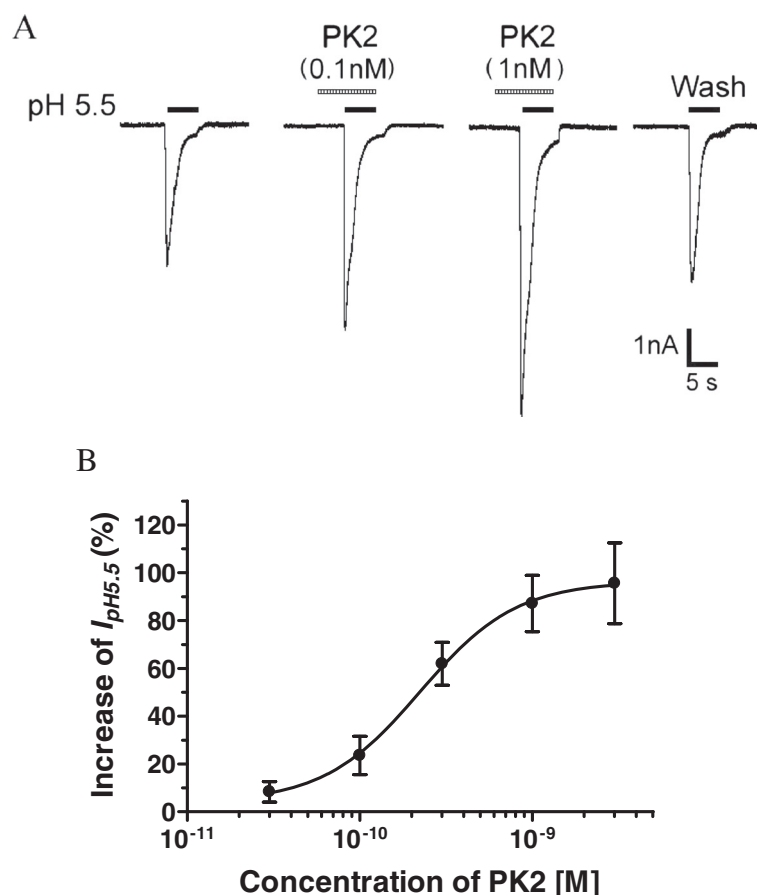 A
PK2
(0.1nM)
PK2
(1nM)
Wash
pH 5.5
1nA
5 s
B
Increase of I_pH5.5 (%)
120
100
80
60
40
20
0
10⁻¹¹
10⁻¹⁰
10⁻⁹
Concentration of PK2 [M]